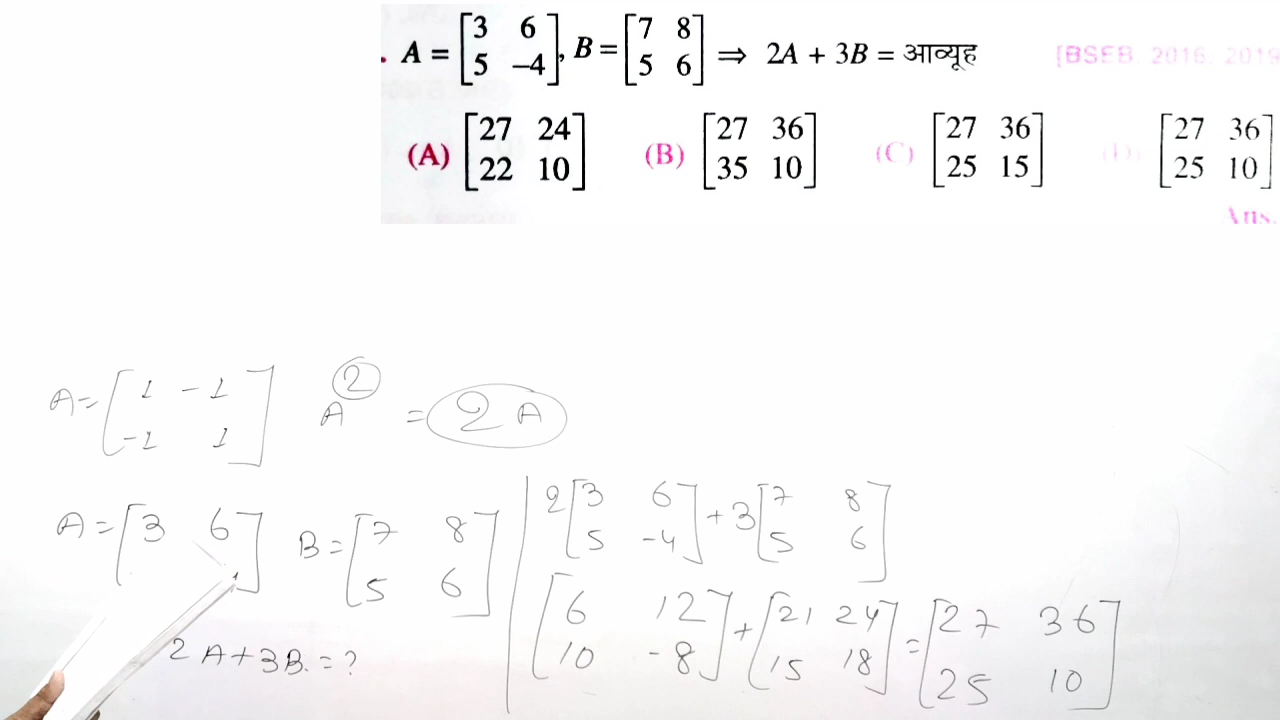 A = [3 6 5 –4], B = [7 8 5 6] ⇒ 2A + 3B = आव्यूह [BSEB, 2016, 2019
(A) [27 24 22 10] (B) [27 36 35 10] (C) [27 36 25 15] (D) [27 36 25 10]
Ans.
A = [1 -1 -1 1] A² = 2A
A = [3 6 B = [7 8 5 6]
2A+3B. = ?
2[3 6 5 -4] + 3[7 8 5 6]
[6 12 10 -8] + [21 24 15 18] = [27 36 25 10]